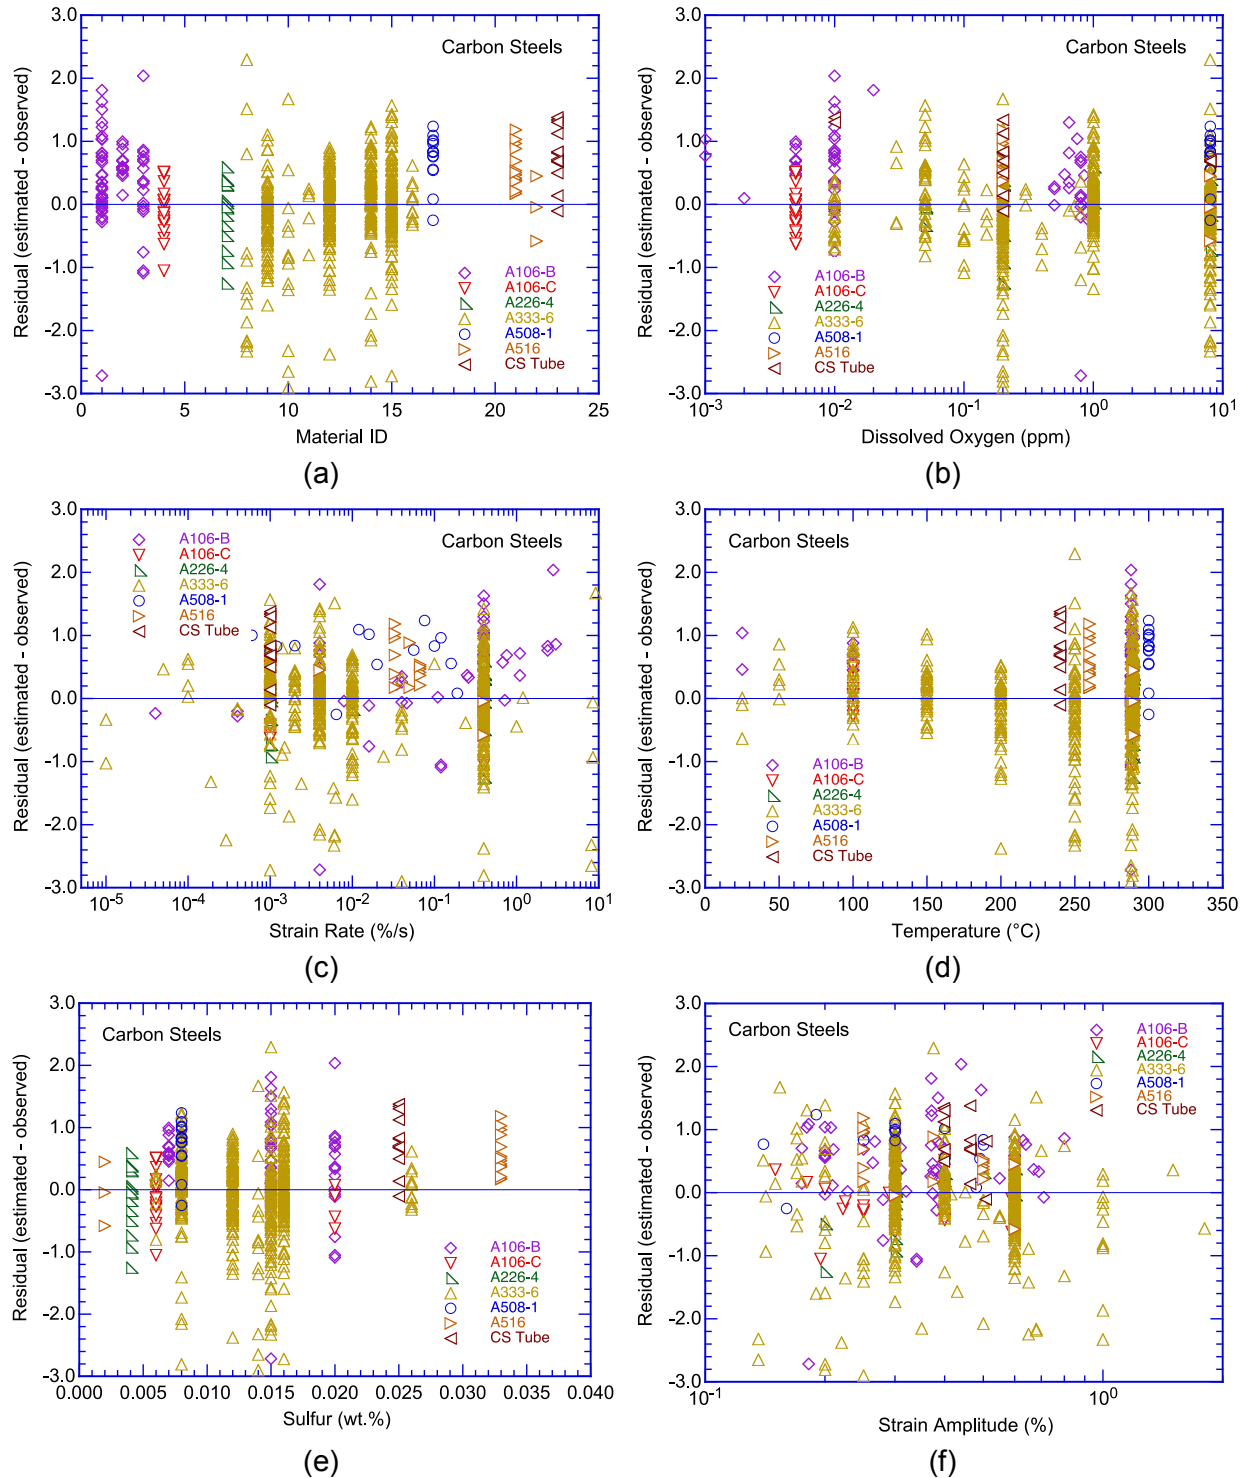 3.0
2.0
1.0
0.0
−1.0
−2.0
−3.0
Residual (estimated - observed)
Carbon Steels
A106-B
A106-C
A226-4
A333-6
A508-1
A516
CS Tube
0 5 10 15 20 25
Material ID
(a)
3.0
2.0
1.0
0.0
−1.0
−2.0
−3.0
Residual (estimated - observed)
Carbon Steels
A106-B
A106-C
A226-4
A333-6
A508-1
A516
CS Tube
10−3 10−2 10−1 100 101
Dissolved Oxygen (ppm)
(b)
3.0
2.0
1.0
0.0
−1.0
−2.0
−3.0
Residual (estimated - observed)
A106-B
A106-C
A226-4
A333-6
A508-1
A516
CS Tube
Carbon Steels
10−5 10−4 10−3 10−2 10−1 100 101
Strain Rate (%/s)
(c)
3.0
2.0
1.0
0.0
−1.0
−2.0
−3.0
Residual (estimated - observed)
Carbon Steels
A106-B
A106-C
A226-4
A333-6
A508-1
A516
CS Tube
0 50 100 150 200 250 300 350
Temperature (°C)
(d)
3.0
2.0
1.0
0.0
−1.0
−2.0
−3.0
Residual (estimated - observed)
Carbon Steels
A106-B
A106-C
A226-4
A333-6
A508-1
A516
CS Tube
0.000 0.005 0.010 0.015 0.020 0.025 0.030 0.035 0.040
Sulfur (wt.%)
(e)
3.0
2.0
1.0
0.0
−1.0
−2.0
−3.0
Residual (estimated - observed)
Carbon Steels
A106-B
A106-C
A226-4
A333-6
A508-1
A516
CS Tube
10−1 100
Strain Amplitude (%)
(f)